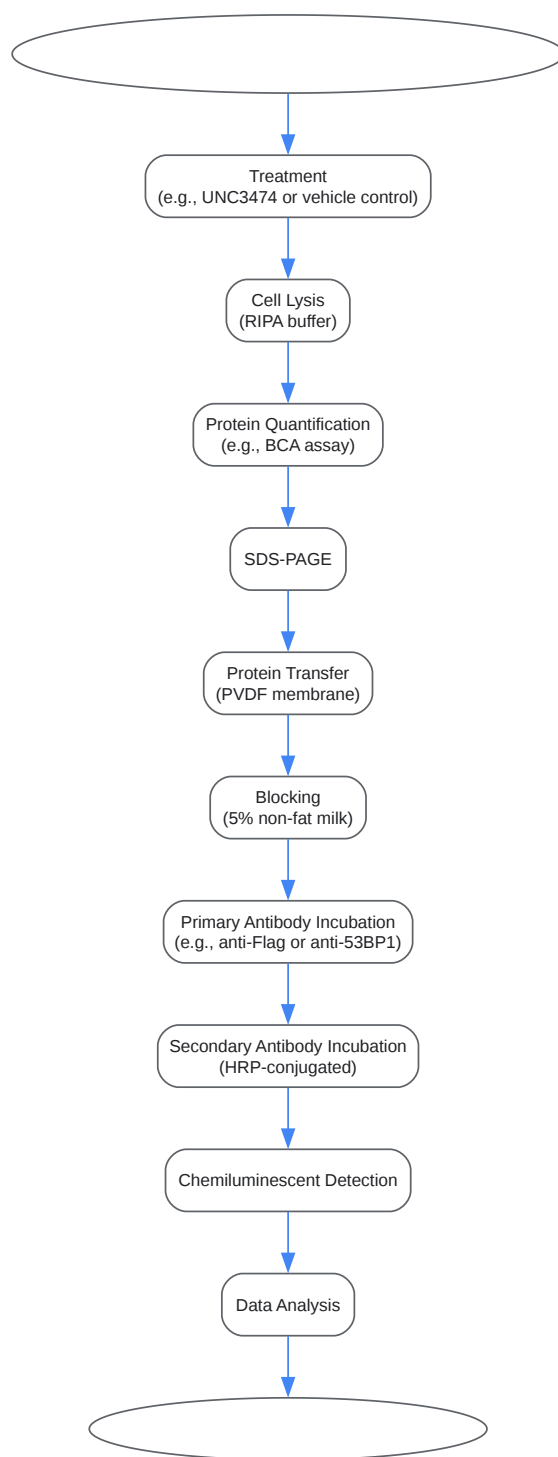 Treatment
(e.g., UNC3474 or vehicle control)
Cell Lysis
(RIPA buffer)
Protein Quantification
(e.g., BCA assay)
SDS-PAGE
Protein Transfer
(PVDF membrane)
Blocking
(5% non-fat milk)
Primary Antibody Incubation
(e.g., anti-Flag or anti-53BP1)
Secondary Antibody Incubation
(HRP-conjugated)
Chemiluminescent Detection
Data Analysis